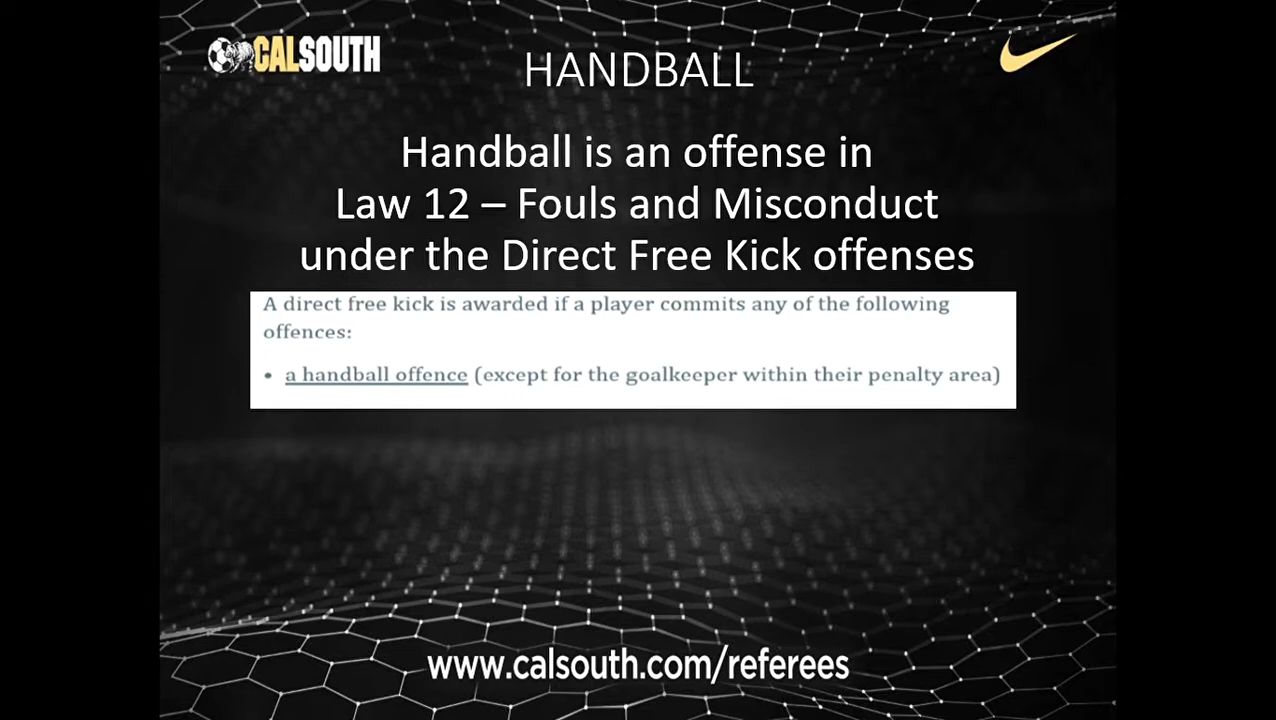 CALSOUTH
HANDBALL
Handball is an offense in
Law 12 – Fouls and Misconduct
under the Direct Free Kick offenses
A direct free kick is awarded if a player commits any of the following
offences:
• a handball offence (except for the goalkeeper within their penalty area)
www.calsouth.com/referees